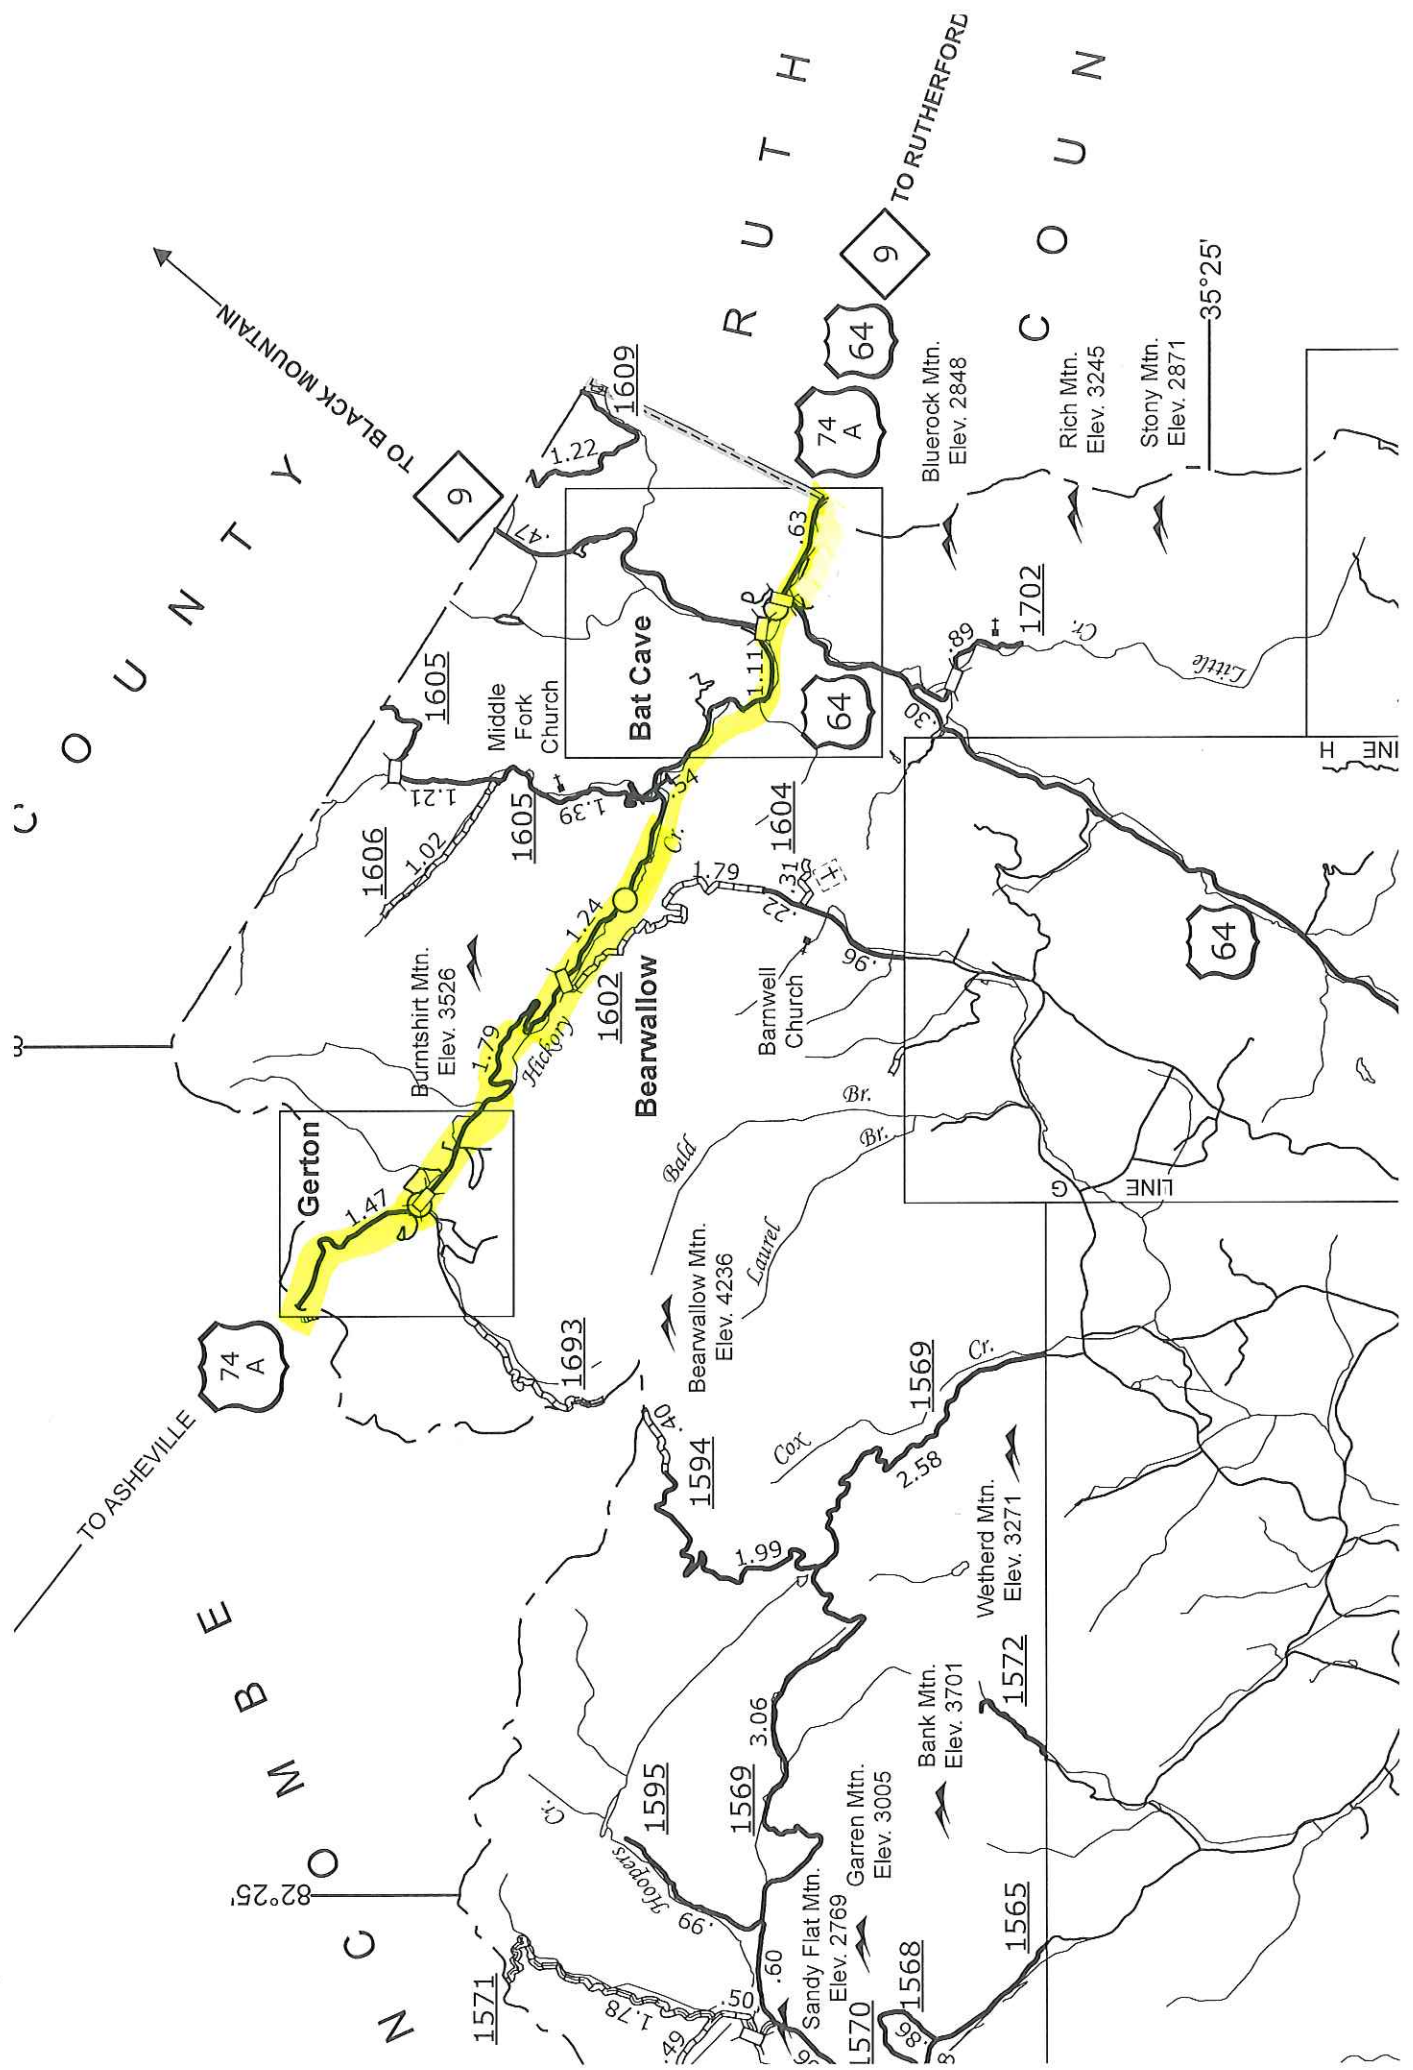 C O U N T Y
N C O M B E
R U T H
C O U N
TO ASHEVILLE
74
A
TO BLACK MOUNTAIN
9
TO RUTHERFORD
9
64
74
A
1609
1.22
.47
.63
Bat Cave
1.11
64
1605
Middle
Fork
Church
1605
1.21
1606
1.02
1.39
.54
Cr.
1604
.31
1.79
.22
.96
Barnwell
Church
1.24
1602
Bearwallow
Burntshirt Mtn.
Elev. 3526
1.79
Hickory
Gerton
1.47
1693
Bluerock Mtn.
Elev. 2848
Rich Mtn.
Elev. 3245
Stony Mtn.
Elev. 2871
35°25'
1702
.89
Cr.
Little
.30
INE H
64
LINE
G
Bald
Br.
Laurel
Br.
Bearwallow Mtn.
Elev. 4236
.40
1594
1.99
1569
Cr.
Cox
2.58
Wetherd Mtn.
Elev. 3271
1572
Bank Mtn.
Elev. 3701
3.06
1569
1595
Cr.
Hoopers
.99
Garren Mtn.
Elev. 3005
Sandy Flat Mtn.
Elev. 2769
.60
.05
1565
1568
.86
1570
1571
1.78
.49
82°25'